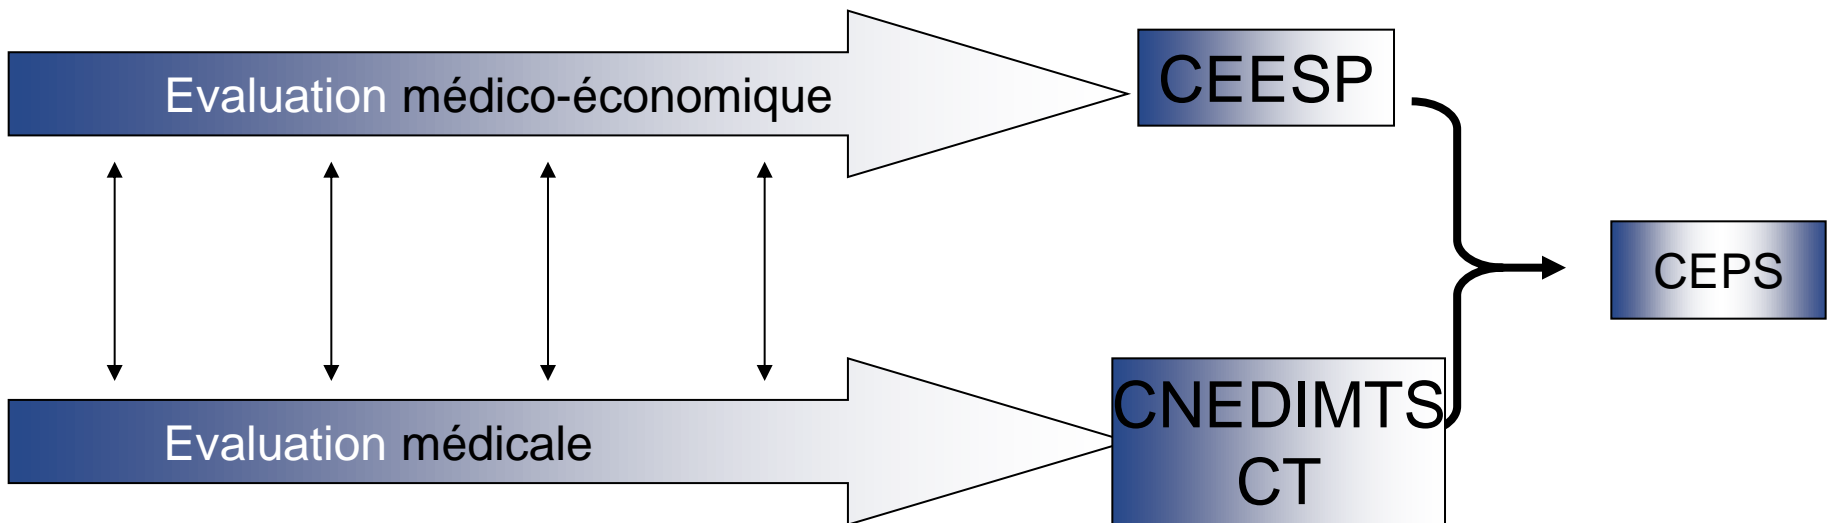 Evaluation médico-économique
CEESP
CEPS
Evaluation médicale
CNEDIMTS
CT